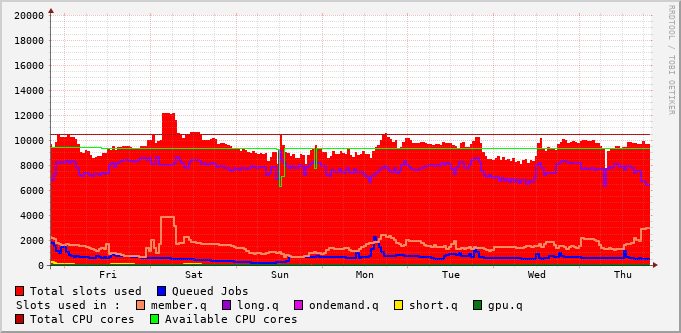 20000
18000
16000
14000
12000
10000
8000
6000
4000
2000
0
Fri Sat Sun Mon Tue Wed Thu
Total slots used Queued Jobs
Slots used in : member.q long.q ondemand.q short.q gpu.q
Total CPU cores Available CPU cores
RRDTOOL / TOBI OETIKER